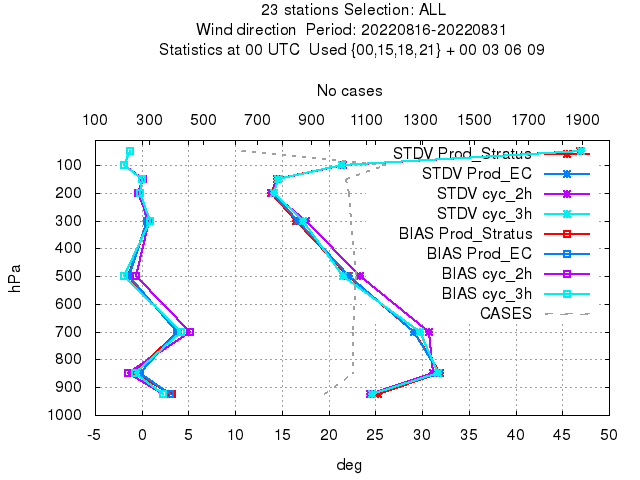 23 stations Selection: ALL
Wind direction  Period: 20220816-20220831
Statistics at 00 UTC  Used {00,15,18,21} + 00 03 06 09
No cases
100 300 450 600 750 900 1100 1300 1500 1700 1900
STDV Prod_Stratus
100
STDV Prod_EC
200
STDV cyc_2h
STDV cyc_3h
300
BIAS Prod_Stratus
400
BIAS Prod_EC
500
BIAS cyc_2h
BIAS cyc_3h
600
CASES
700
800
900
1000
hPa
-5 0 5 10 15 20 25 30 35 40 45 50
deg